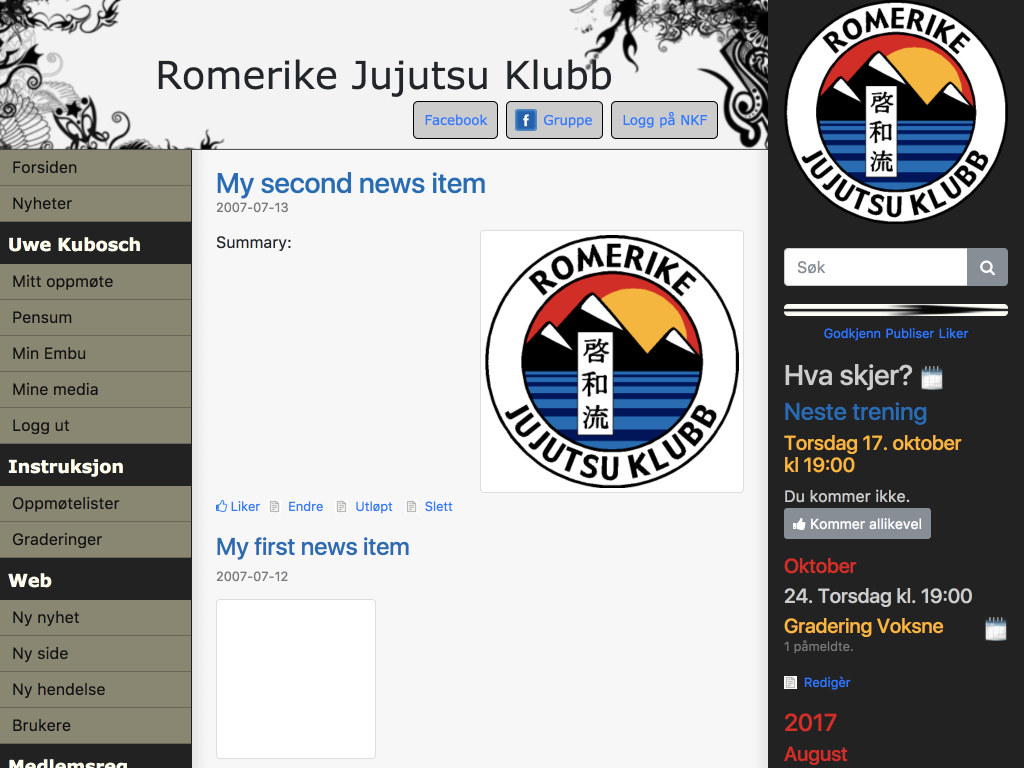 Romerike Jujutsu Klubb
Facebook
f Gruppe
Logg på NKF
Forsiden
Nyheter
Uwe Kubosch
Mitt oppmøte
Pensum
Min Embu
Mine media
Logg ut
Instruksjon
Oppmøtelister
Graderinger
Web
Ny nyhet
Ny side
Ny hendelse
Brukere
Medlemsreg
My second news item
2007-07-13
Summary:
ROMERIKE
啓和流
JUJUTSU KLUBB
Liker Endre Utløpt Slett
My first news item
2007-07-12
ROMERIKE
啓和流
JUJUTSU KLUBB
Søk
Godkjenn Publiser Liker
Hva skjer?
Neste trening
Torsdag 17. oktober
kl 19:00
Du kommer ikke.
Kommer allikevel
Oktober
24. Torsdag kl. 19:00
Gradering Voksne
1 påmeldte.
Redigèr
2017
August